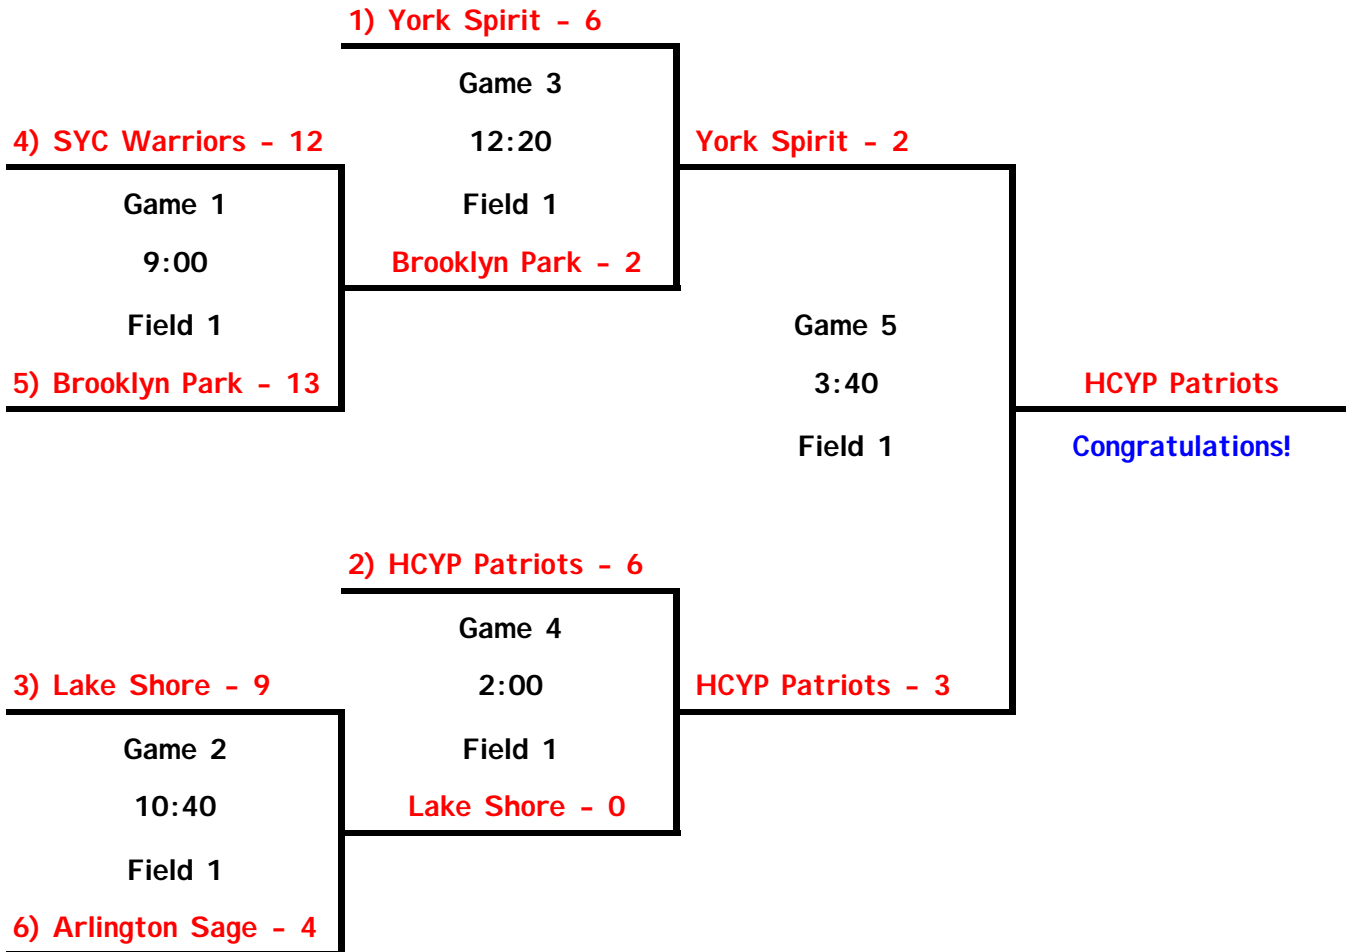 1) York Spirit - 6
Game 3
4) SYC Warriors - 12
12:20
York Spirit - 2
Game 1
Field 1
9:00
Brooklyn Park - 2
Field 1
Game 5
5) Brooklyn Park - 13
3:40
HCYP Patriots
Field 1
Congratulations!
2) HCYP Patriots - 6
Game 4
3) Lake Shore - 9
2:00
HCYP Patriots - 3
Game 2
Field 1
10:40
Lake Shore - 0
Field 1
6) Arlington Sage - 4